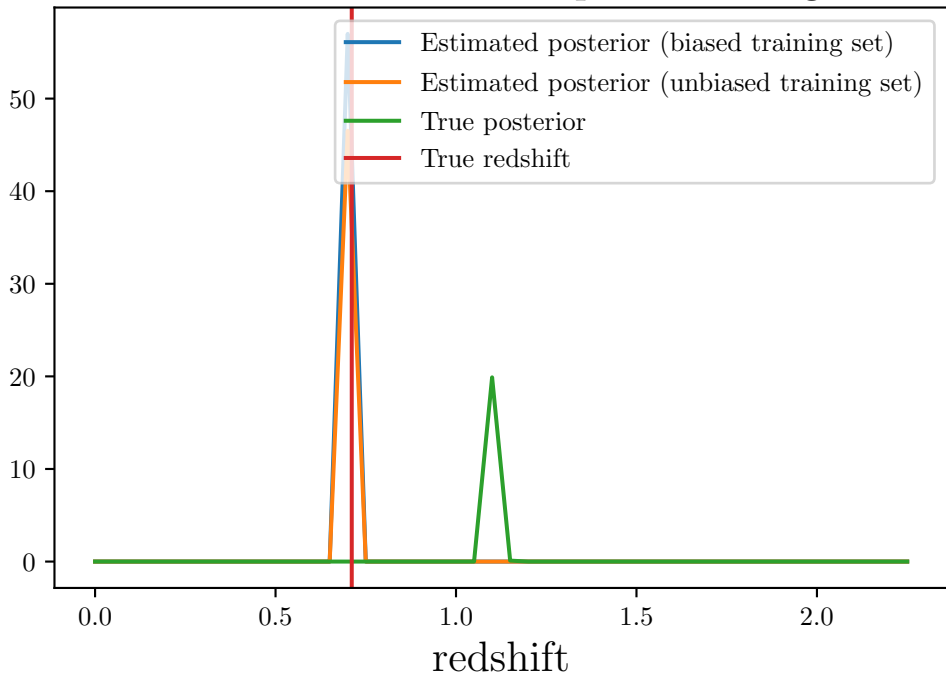 Estimated posterior (biased training set)
Estimated posterior (unbiased training set)
True posterior
True redshift
50
40
30
20
10
0
0.0 0.5 1.0 1.5 2.0
redshift